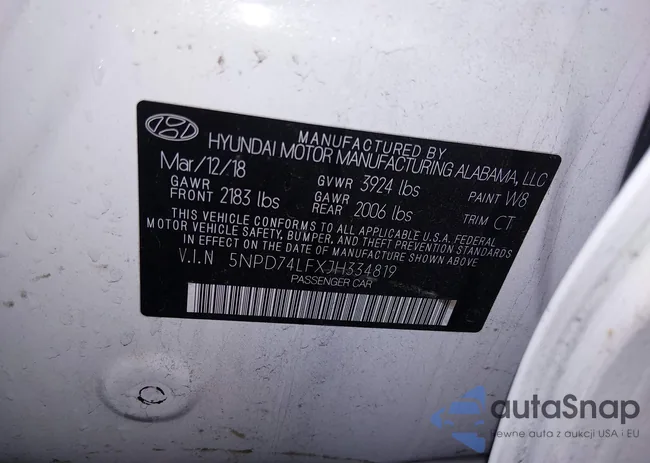 MANUFACTURED BY
HYUNDAI MOTOR MANUFACTURING ALABAMA, LLC
Mar/12/18
GAWR FRONT 2183 lbs
GVWR 3924 lbs
GAWR REAR 2006 lbs
PAINT W8
TRIM CT
THIS VEHICLE CONFORMS TO ALL APPLICABLE U.S.A. FEDERAL
MOTOR VEHICLE SAFETY, BUMPER, AND THEFT PREVENTION STANDARDS
IN EFFECT ON THE DATE OF MANUFACTURE SHOWN ABOVE.
V.I.N 5NPD74LFXJH334819
PASSENGER CAR
autaSnap
Pewne auto z aukcji USA i EU